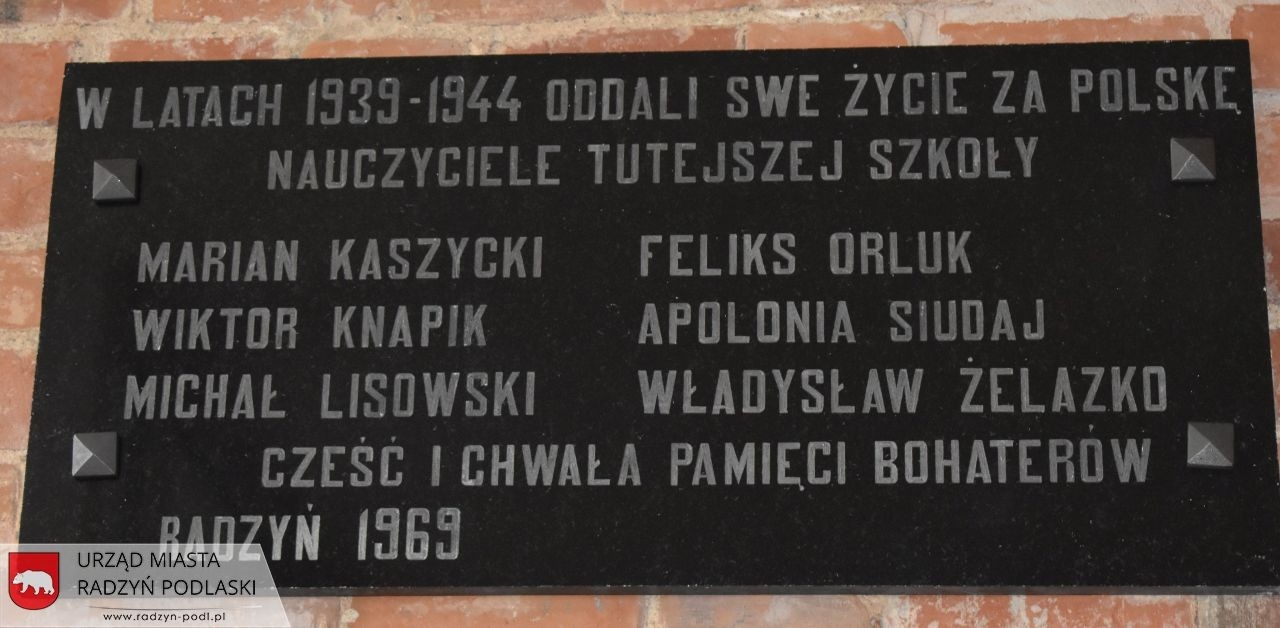 W LATACH 1939-1944 ODDALI SWE ŻYCIE ZA POLSKĘ
NAUCZYCIELE TUTEJSZEJ SZKOŁY
MARIAN KASZYCKI FELIKS ORLUK
WIKTOR KNAPIK APOLONIA SIUDAJ
MICHAŁ LISOWSKI WŁADYSŁAW ŻELAZKO
CZEŚĆ I CHWAŁA PAMIĘCI BOHATERÓW
RADZYŃ 1969
URZĄD MIASTA
RADZYŃ PODLASKI
www.radzyn-podl.pl